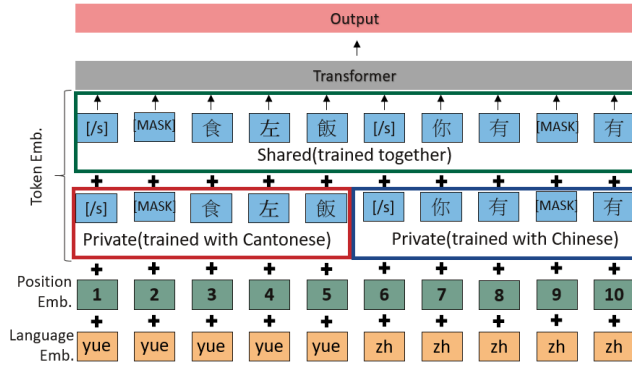 Output
Transformer
Token Emb.
[/s] [MASK] 食 左 飯 [/s] 你 有 [MASK] 有
Shared(trained together)
[/s] [MASK] 食 左 飯 [/s] 你 有 [MASK] 有
Private(trained with Cantonese) Private(trained with Chinese)
Position Emb. 1 2 3 4 5 6 7 8 9 10
Language Emb. yue yue yue yue yue zh zh zh zh zh